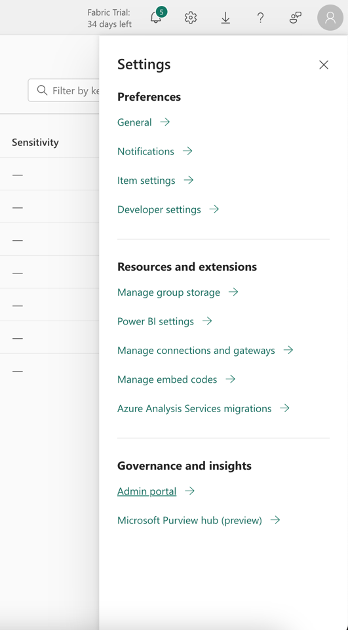 Fabric Trial:
34 days left
5
?
Settings
Filter by ke
Sensitivity
—
—
—
—
—
—
—
Preferences
General
Notifications
Item settings
Developer settings
Resources and extensions
Manage group storage
Power BI settings
Manage connections and gateways
Manage embed codes
Azure Analysis Services migrations
Governance and insights
Admin portal
Microsoft Purview hub (preview)